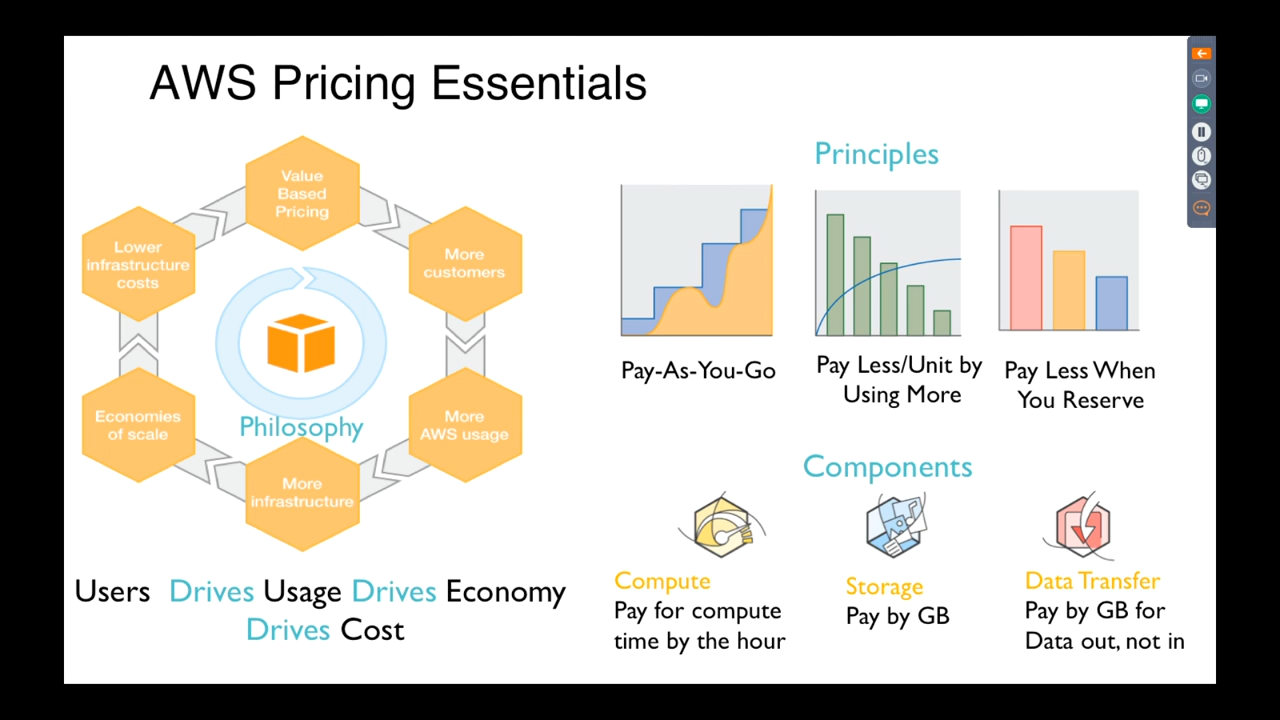 AWS Pricing Essentials
Value
Based
Pricing
More
customers
More
AWS usage
More
infrastructure
Economies
of scale
Lower
infrastructure
costs
Philosophy
Users Drives Usage Drives Economy
Drives Cost
Principles
Pay-As-You-Go
Pay Less/Unit by
Using More
Pay Less When
You Reserve
Components
Compute
Pay for compute
time by the hour
Storage
Pay by GB
Data Transfer
Pay by GB for
Data out, not in